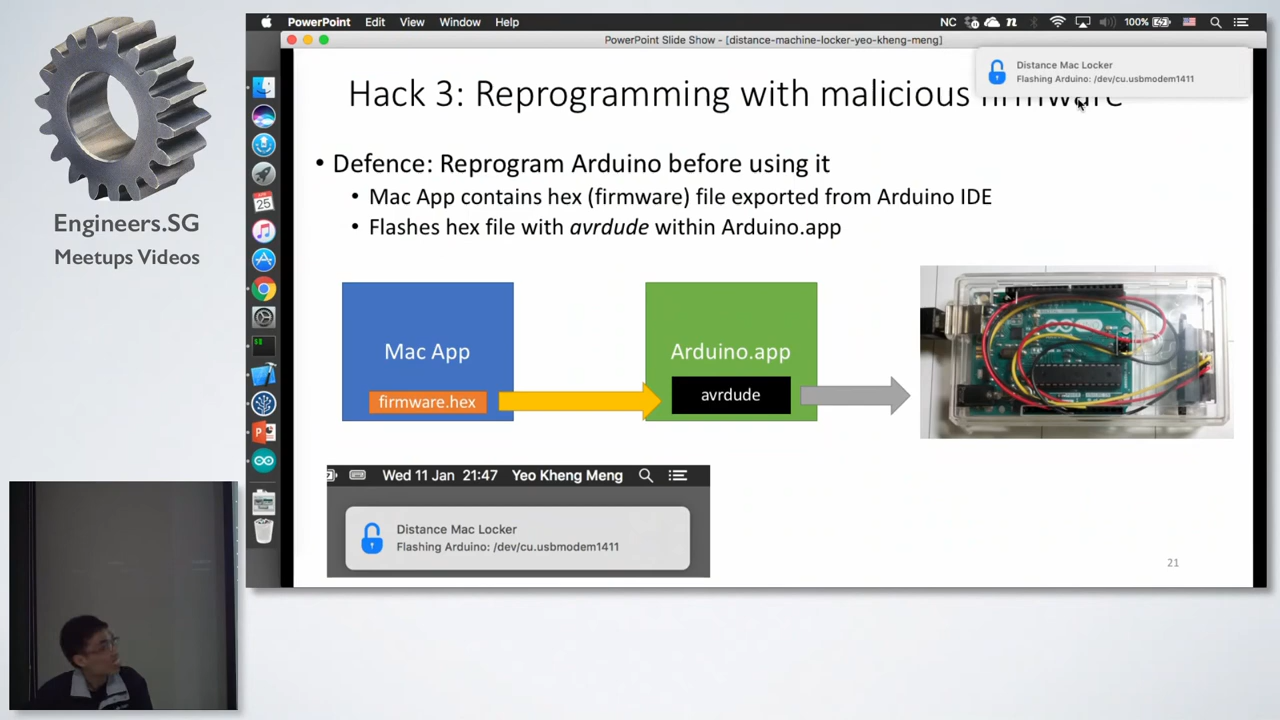 Engineers.SG
Meetups Videos
PowerPoint Edit View Window Help
NC 100%
PowerPoint Slide Show - [distance-machine-locker-yeo-kheng-meng]
Distance Mac Locker
Flashing Arduino: /dev/cu.usbmodem1411
Hack 3: Reprogramming with malicious firmware
• Defence: Reprogram Arduino before using it
• Mac App contains hex (firmware) file exported from Arduino IDE
• Flashes hex file with avrdude within Arduino.app
Mac App
firmware.hex
Arduino.app
avrdude
Wed 11 Jan 21:47 Yeo Kheng Meng
Distance Mac Locker
Flashing Arduino: /dev/cu.usbmodem1411
21
25